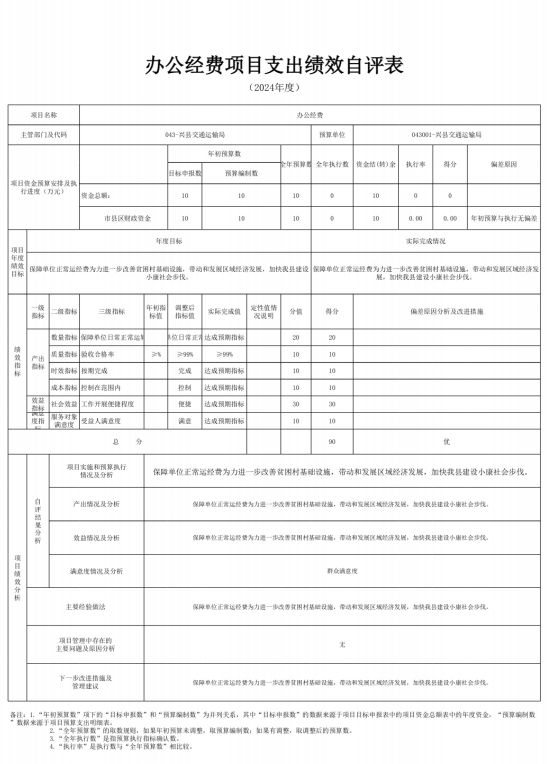 办公经费项目支出绩效自评表
（2024年度）
项目名称 办公经费
主管部门及代码 043-兴县交通运输局 预算单位 043001-兴县交通运输局
项目资金预算安排及执行进度（万元） 年初预算数 全年预算数 全年执行数 资金结(转)余 执行率 得分 偏差原因
目标申报数 预算编制数
资金总额： 10 10 10 0 10 0 0
市县区财政资金 10 10 10 0 10 0.00 0.00 年初预算与执行无偏差
项目年度绩效目标 年度目标 实际完成情况
保障单位正常运经费为力进一步改善贫困村基础设施，带动和发展区域经济发展，加快我县建设小康社会步伐。 保障单位正常运经费为力进一步改善贫困村基础设施，带动和发展区域经济发展，加快我县建设小康社会步伐。
绩效指标 一级指标 二级指标 三级指标 年初指标值 调整后指标值 实际完成值 定性值情况说明 分值 得分 偏差原因分析及改进措施
产出指标 数量指标 保障单位日常正常运 单位日常正常 达成预期指标 20 20
质量指标 验收合格率 ≥% ≥99% ≥99% 10 10
时效指标 按期完成 完成 达成预期指标 10 10
成本指标 控制在范围内 控制 达成预期指标 10 10
效益指标 社会效益 工作开展便捷程度 便捷 达成预期指标 30 30
满意度指标 服务对象满意度 受益人满意度 满意 达成预期指标 10 10
总 分 90 优
项目绩效分析 自评结果分析 项目实施和预算执行情况及分析 保障单位正常运经费为力进一步改善贫困村基础设施，带动和发展区域经济发展，加快我县建设小康社会步伐。
产出情况及分析 保障单位正常运经费为力进一步改善贫困村基础设施，带动和发展区域经济发展，加快我县建设小康社会步伐。
效益情况及分析 保障单位正常运经费为力进一步改善贫困村基础设施，带动和发展区域经济发展，加快我县建设小康社会步伐。
满意度情况及分析 群众满意度
主要经验做法 保障单位正常运经费为力进一步改善贫困村基础设施，带动和发展区域经济发展，加快我县建设小康社会步伐。
项目管理中存在的主要问题及原因分析 无
下一步改进措施及管理建议 保障单位正常运经费为力进一步改善贫困村基础设施，带动和发展区域经济发展，加快我县建设小康社会步伐。
备注：1.“年初预算数”项下的“目标申报数”和“预算编制数”为并列关系，其中“目标申报数”的数据来源于项目目标申报表中的项目资金总额表中的年度资金，“预算编制数
”数据来源于项目预算支出明细表。
2.“全年预算数”的取数规则，如果年初预算未调整，取预算编制数；如果有调整，取调整后的预算数。
3.“全年执行数”是指预算执行指标确认数。
4.“执行率”是执行数与“全年预算数”相比较。